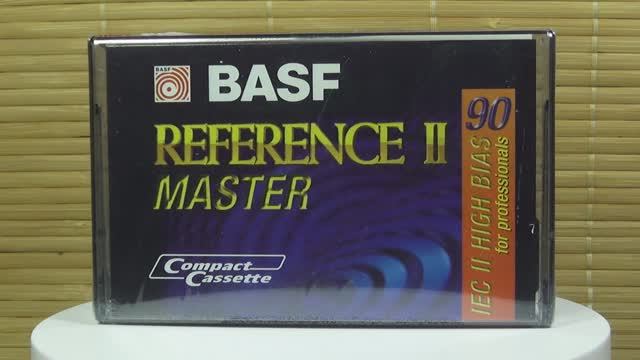 BASF
BASF
REFERENCE II
MASTER
Compact
Cassette
90
IEC II HIGH BIAS
for professionals